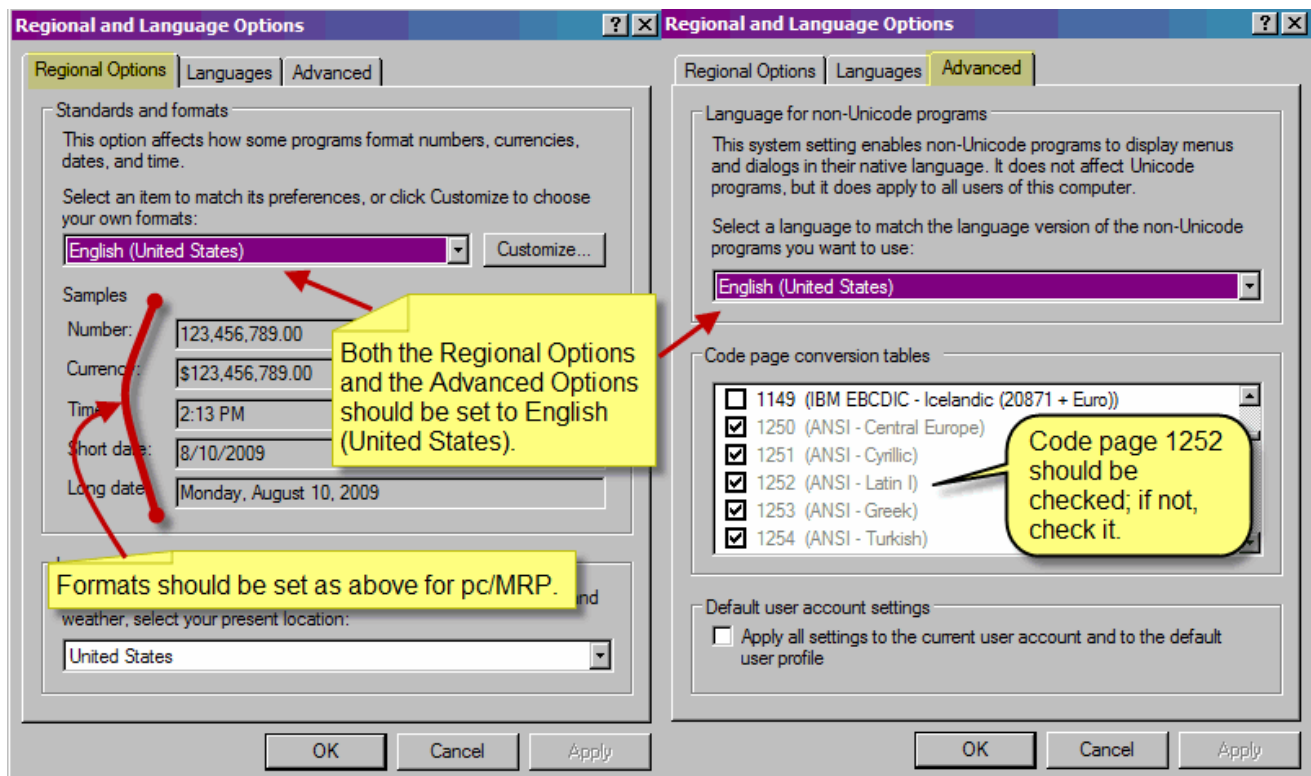 Regional and Language Options
Regional Options
Languages
Advanced
Standards and formats
This option affects how some programs format numbers, currencies,
dates, and time.
Select an item to match its preferences, or click Customize to choose
your own formats:
English (United States)
Customize...
Samples
Number:
123,456,789.00
Currency:
$123,456,789.00
Time
2:13 PM
Short date:
8/10/2009
Long date
Monday, August 10, 2009
Both the Regional Options
and the Advanced Options
should be set to English
(United States).
Formats should be set as above for pc/MRP.
weather, select your present location:
United States
OK
Cancel
Apply
Regional and Language Options
Regional Options
Languages
Advanced
Language for non-Unicode programs
This system setting enables non-Unicode programs to display menus
and dialogs in their native language. It does not affect Unicode
programs, but it does apply to all users of this computer.
Select a language to match the language version of the non-Unicode
programs you want to use:
English (United States)
Code page conversion tables
1149 (IBM EBCDIC - Icelandic (20871 + Euro))
1250 (ANSI - Central Europe)
1251 (ANSI - Cyrillic)
1252 (ANSI - Latin I)
1253 (ANSI - Greek)
1254 (ANSI - Turkish)
Code page 1252
should be
checked; if not,
check it.
Default user account settings
Apply all settings to the current user account and to the default
user profile
OK
Cancel
Apply